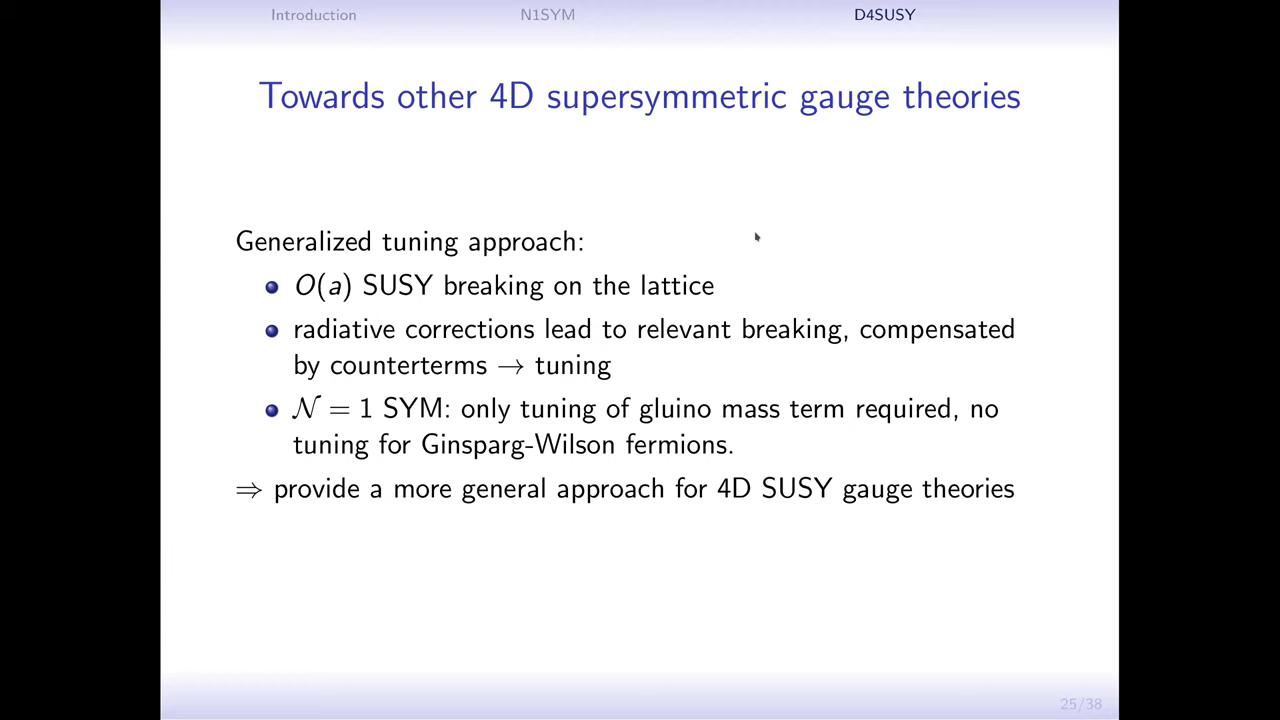 Introduction N1SYM D4SUSY
Towards other 4D supersymmetric gauge theories
Generalized tuning approach:
O(a) SUSY breaking on the lattice
radiative corrections lead to relevant breaking, compensated
by counterterms → tuning
𝒩 = 1 SYM: only tuning of gluino mass term required, no
tuning for Ginsparg-Wilson fermions.
⇒ provide a more general approach for 4D SUSY gauge theories
25/38